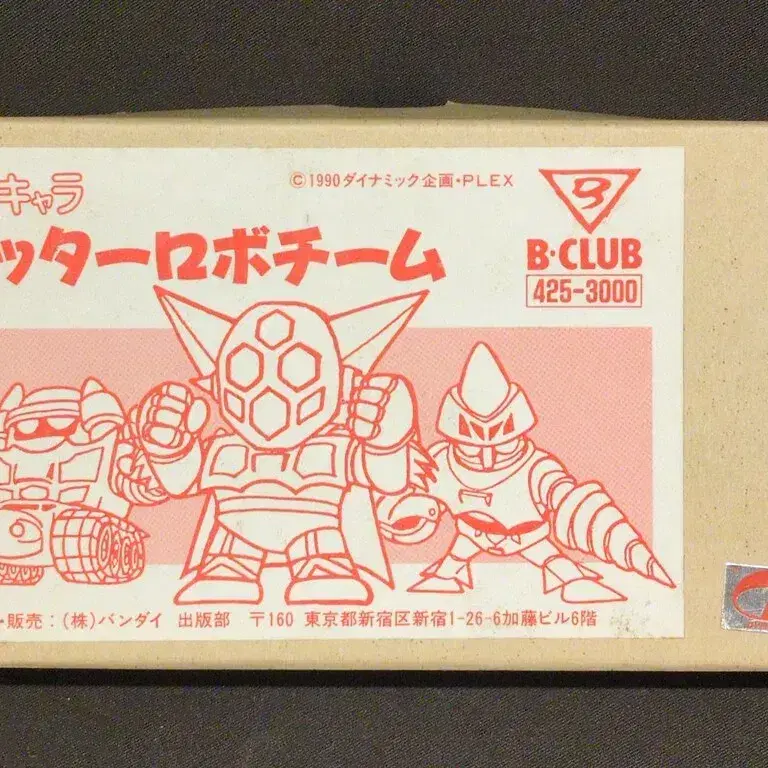 キャラ
©1990ダイナミック企画・PLEX
ッターロボチーム
B・CLUB
425-3000
・販売：(株)バンダイ 出版部 〒160 東京都新宿区新宿1-26-6加藤ビル6階